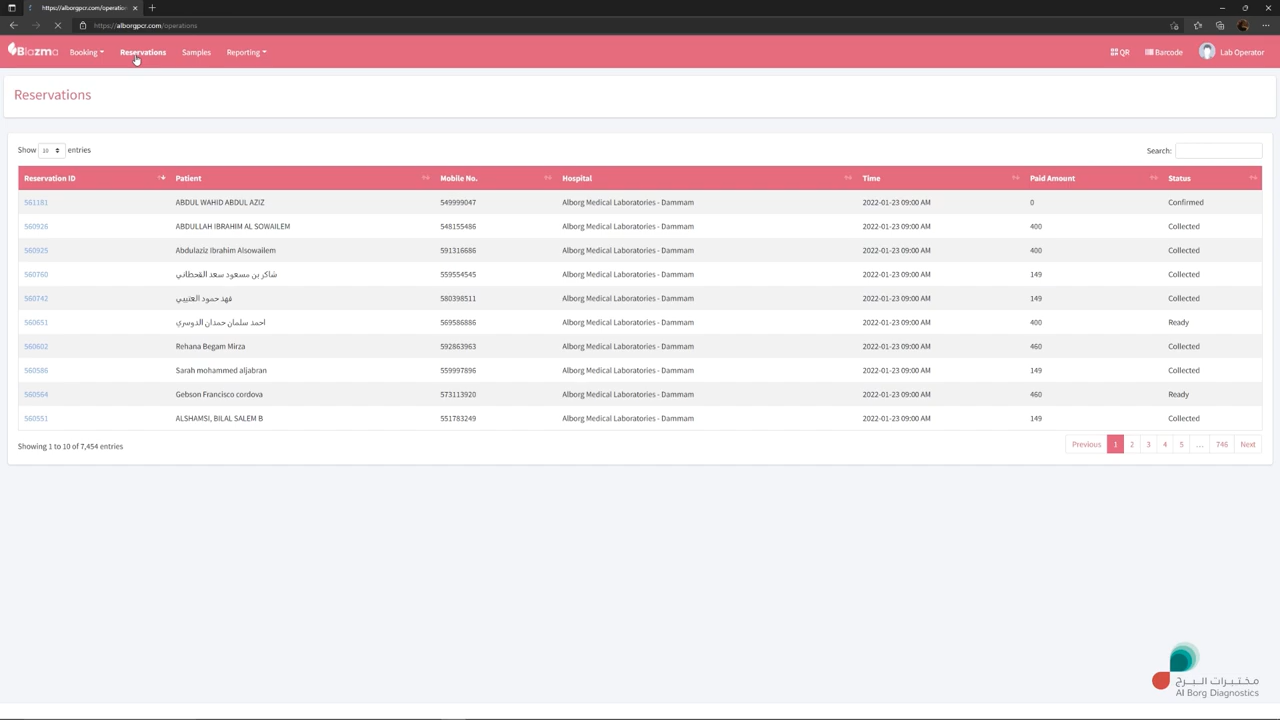 https://alborgpcr.com/operation
https://alborgpcr.com/operations
Blazma Booking Reservations Samples Reporting QR Barcode Lab Operator
Reservations
Show 10 entries Search:
Reservation ID Patient Mobile No. Hospital Time Paid Amount Status
561181 ABDUL WAHID ABDUL AZIZ 549999047 Alborg Medical Laboratories - Dammam 2022-01-23 09:00 AM 0 Confirmed
560926 ABDULLAH IBRAHIM AL SOWAILEM 548155486 Alborg Medical Laboratories - Dammam 2022-01-23 09:00 AM 400 Collected
560925 Abdulaziz Ibrahim Alsowailem 591316686 Alborg Medical Laboratories - Dammam 2022-01-23 09:00 AM 400 Collected
560760 شاكر بن مسعود سعد القحطاني 559554545 Alborg Medical Laboratories - Dammam 2022-01-23 09:00 AM 149 Collected
560742 فهد حمود العتيبي 580398511 Alborg Medical Laboratories - Dammam 2022-01-23 09:00 AM 149 Collected
560651 احمد سلمان حمدان الدوسري 569586886 Alborg Medical Laboratories - Dammam 2022-01-23 09:00 AM 400 Ready
560602 Rehana Begam Mirza 592863963 Alborg Medical Laboratories - Dammam 2022-01-23 09:00 AM 460 Collected
560586 Sarah mohammed aljabran 559997896 Alborg Medical Laboratories - Dammam 2022-01-23 09:00 AM 149 Collected
560564 Gebson Francisco cordova 573113920 Alborg Medical Laboratories - Dammam 2022-01-23 09:00 AM 460 Ready
560551 ALSHAMSI, BILAL SALEM B 551783249 Alborg Medical Laboratories - Dammam 2022-01-23 09:00 AM 149 Collected
Showing 1 to 10 of 7,454 entries Previous 1 2 3 4 5 ... 746 Next
مختبرات البرج
Al Borg Diagnostics